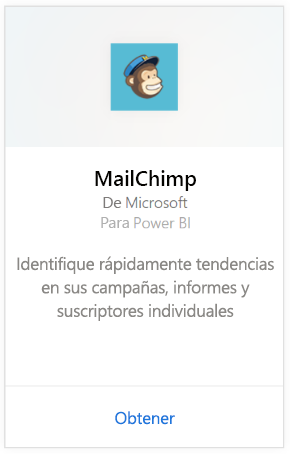 MailChimp
De Microsoft
Para Power BI
Identifique rápidamente tendencias
en sus campañas, informes y
suscriptores individuales
Obtener